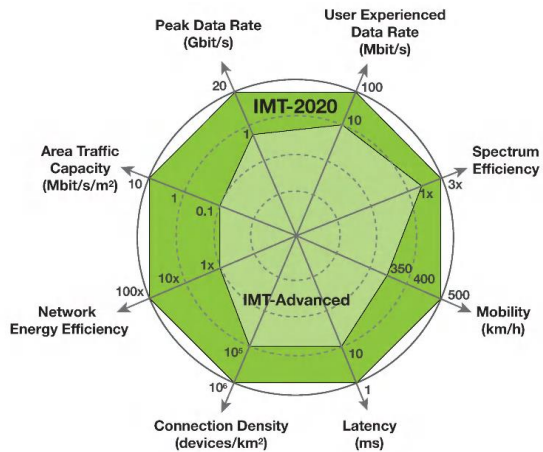 Peak Data Rate
(Gbit/s)
User Experienced
Data Rate
(Mbit/s)
20
100
IMT-2020
1
10
Area Traffic
Capacity
(Mbit/s/m²)
Spectrum
Efficiency
10
1
0.1
1x
3x
IMT-Advanced
100x
10x
1x
350
400
500
Network
Energy Efficiency
Mobility
(km/h)
10⁵
10
10⁶
1
Connection Density
(devices/km²)
Latency
(ms)